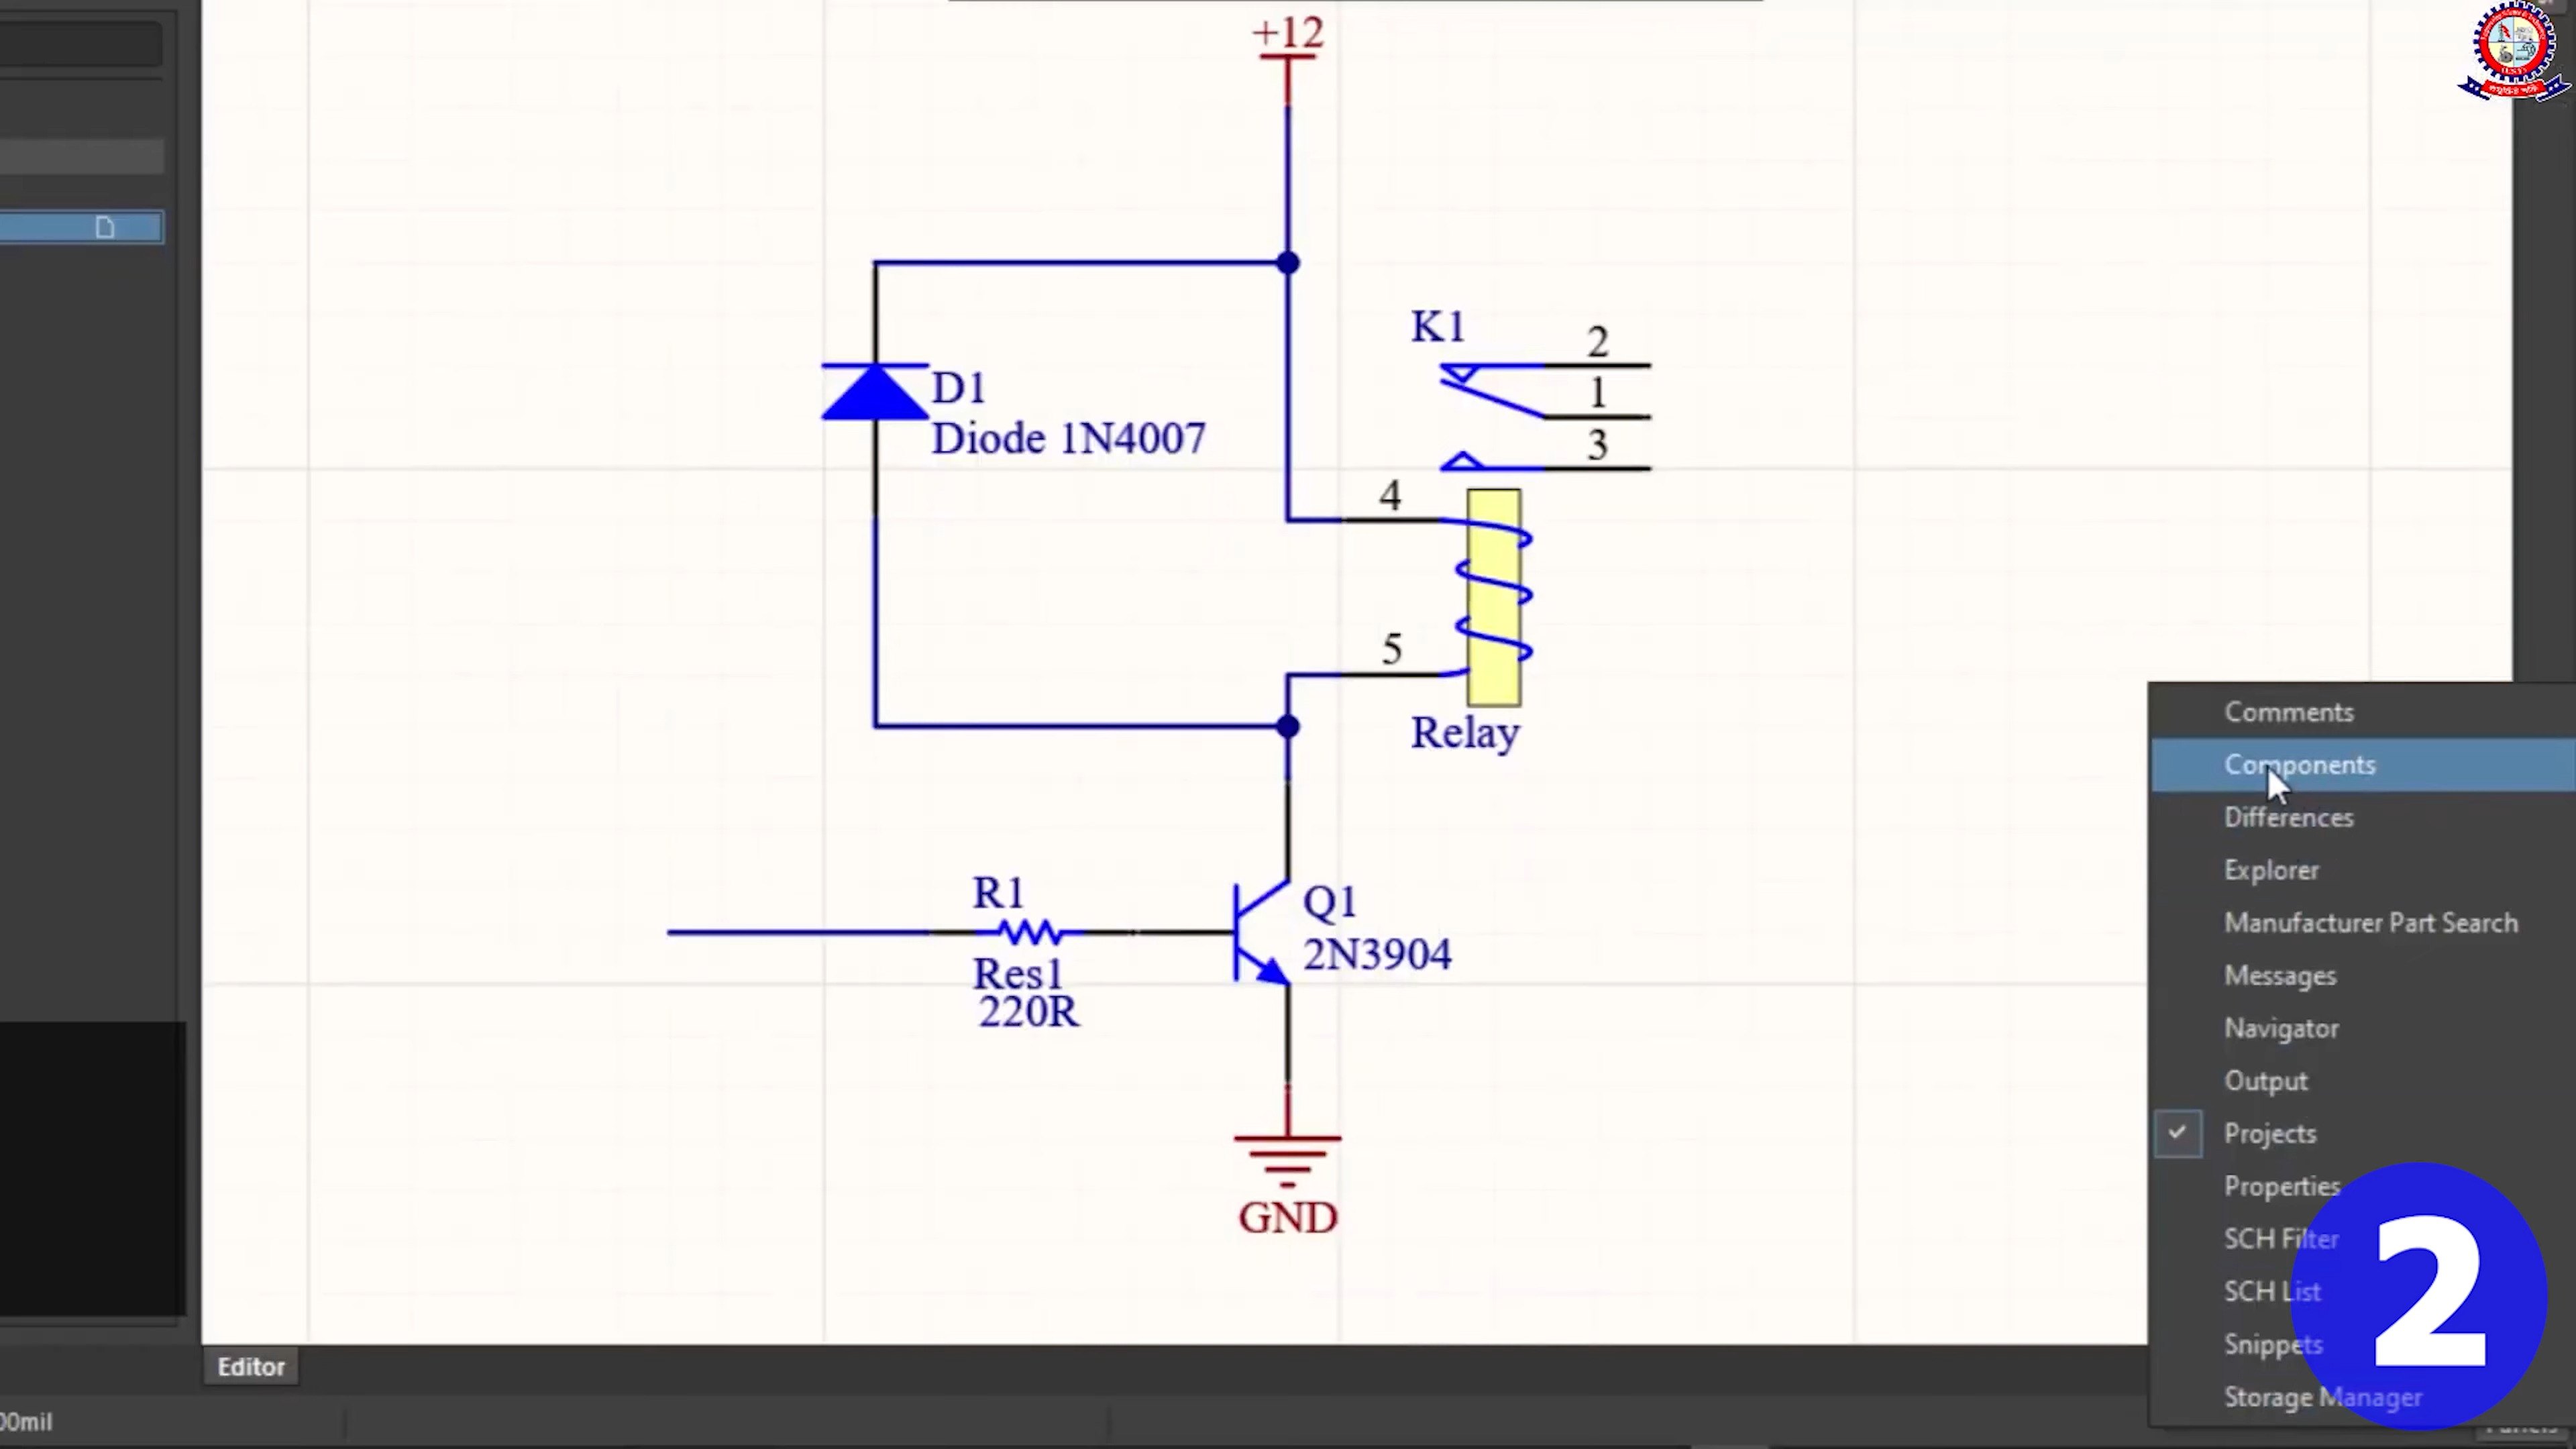 +12
K1
2
1
3
D1
Diode 1N4007
4
5
Relay
R1
Res1
220R
Q1
2N3904
GND
Comments
Components
Differences
Explorer
Manufacturer Part Search
Messages
Navigator
Output
Projects
Properties
SCH Filter
SCH List
Snippets
Storage Manager
2
Editor
00mil
Panels